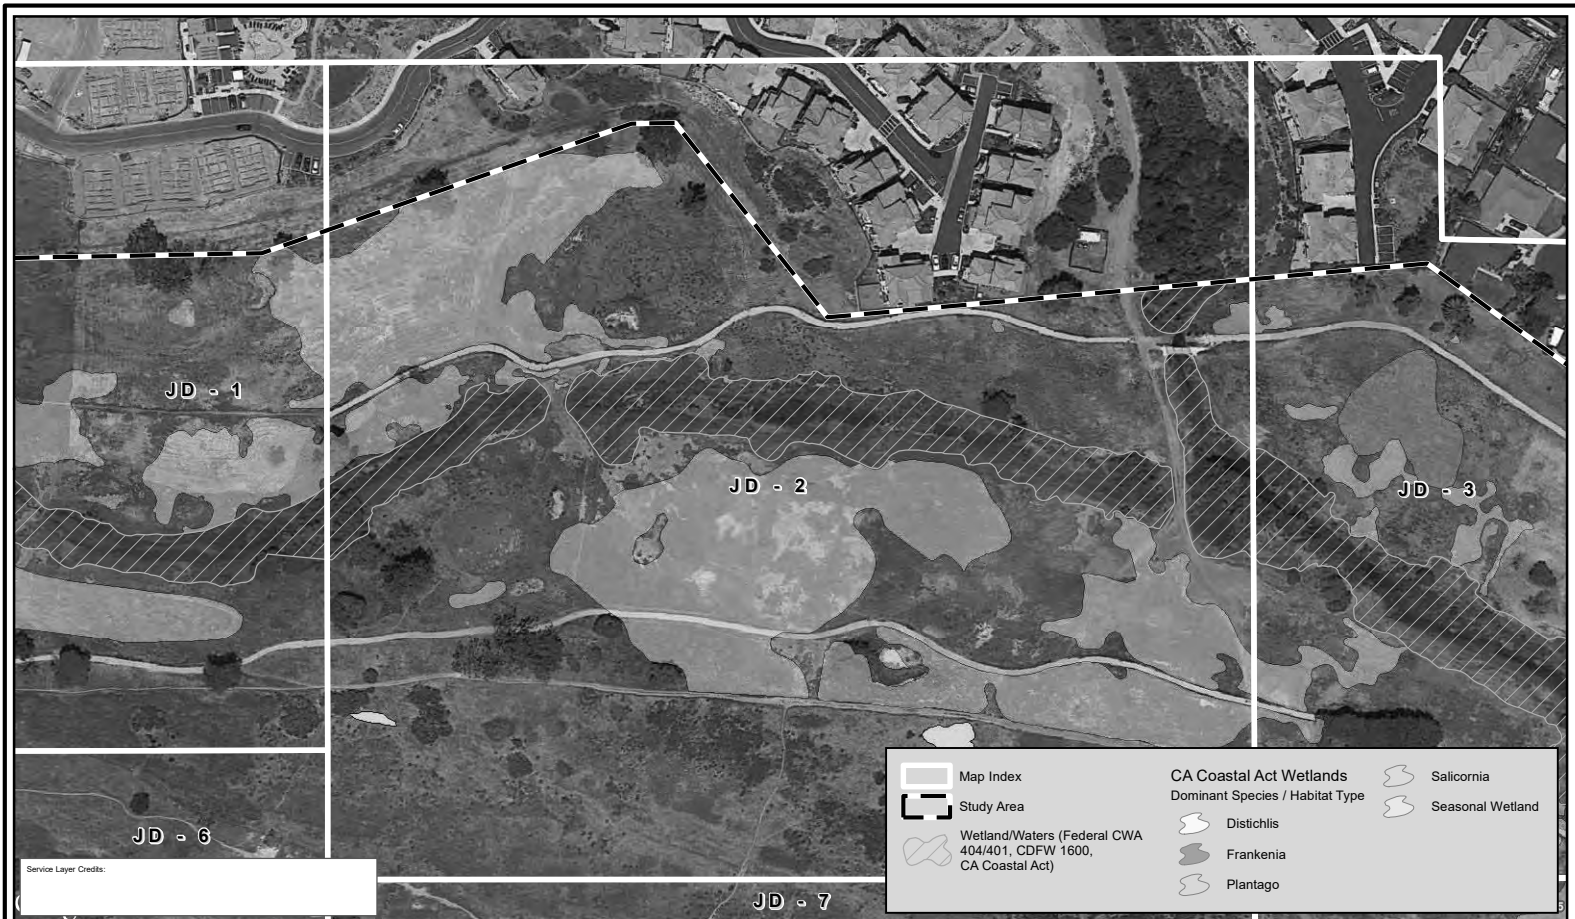 JD - 1
JD - 2
JD - 3
JD - 6
JD - 7
Service Layer Credits:
Map Index
Study Area
Wetland/Waters (Federal CWA
404/401, CDFW 1600,
CA Coastal Act)
CA Coastal Act Wetlands
Dominant Species / Habitat Type
Distichlis
Frankenia
Plantago
Salicornia
Seasonal Wetland